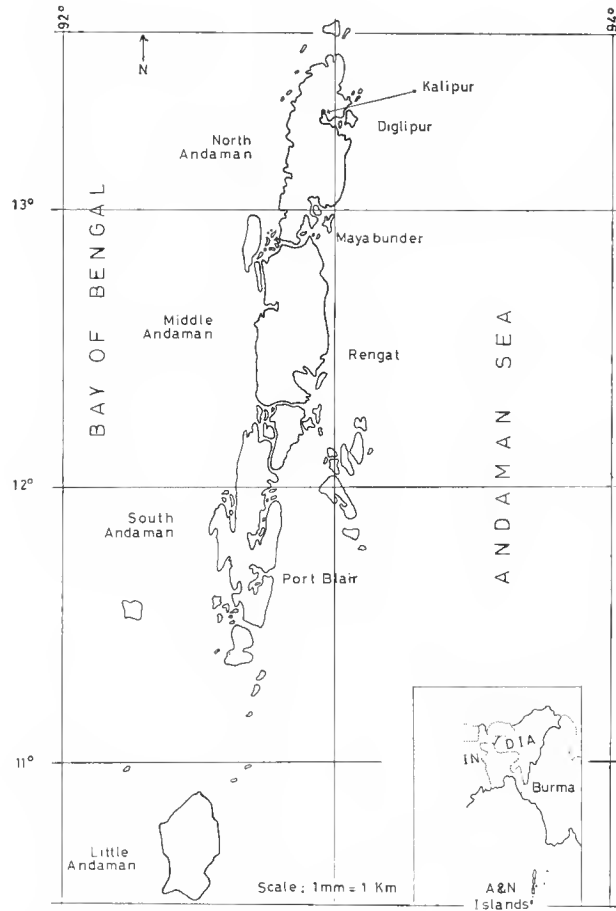 92°
94°
N
Kalipur
Diglipur
North
Andaman
13°
Mayabunder
BAY OF BENGAL
Middle
Andaman
Rengat
ANDAMAN SEA
12°
South
Andaman
Port Blair
11°
INDIA
Burma
Little
Andaman
Scale; 1mm = 1 Km
A&N
Islands